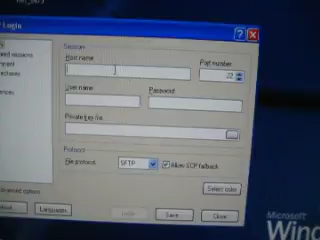 Login
Session
Host name
Port number
22
User name
Password
Private key file
...
Protocol
File protocol
SFTP
Allow SCP fallback
Select color
Advanced options
Languages
Login
Save
Close
Microsoft